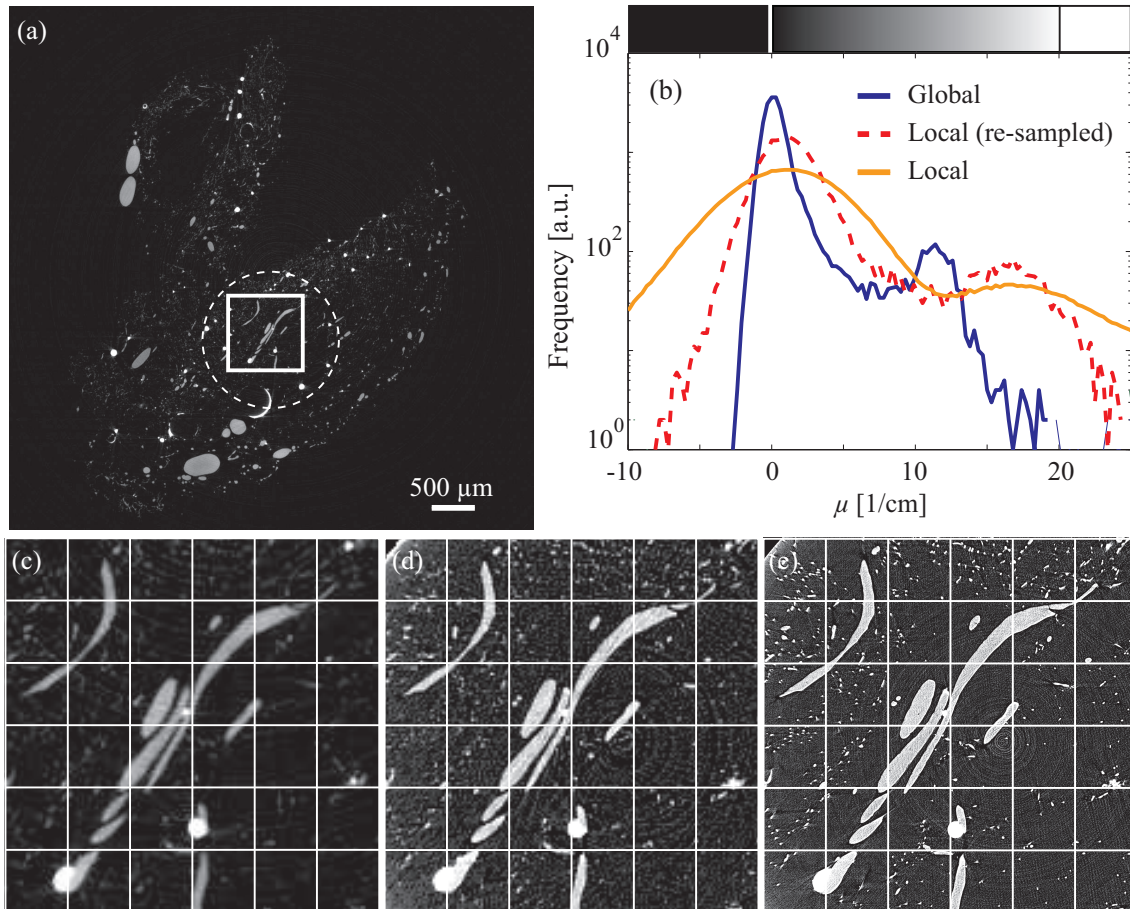 (a)
500 µm
(b)
Global
Local (re-sampled)
Local
10⁴
10²
10⁰
Frequency [a.u.]
-10
0
10
20
µ [1/cm]
(c)
(d)
(e)